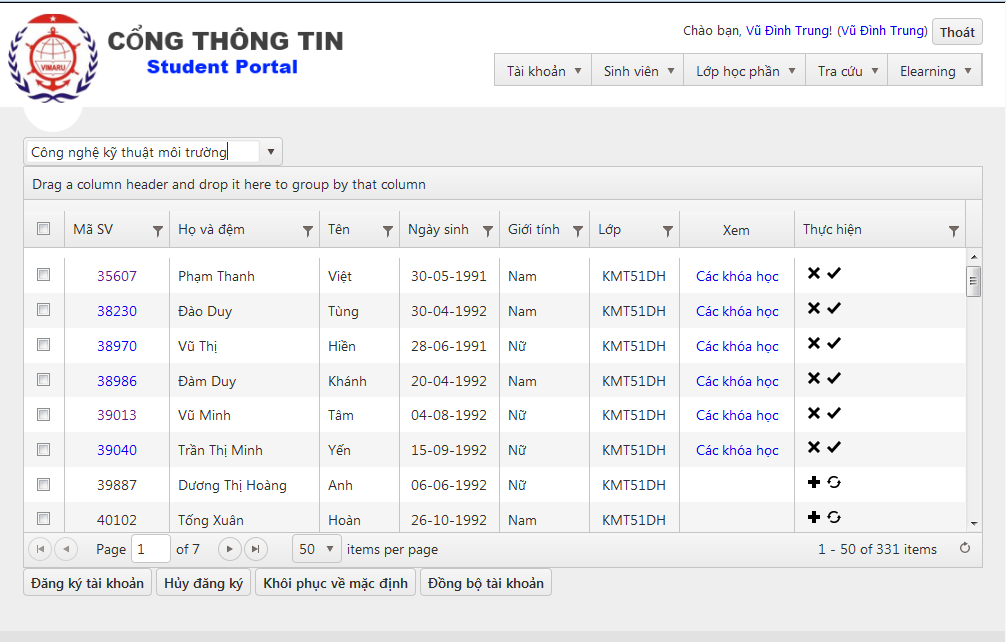 CỔNG THÔNG TIN
Student Portal
VIMARU
Chào bạn, Vũ Đình Trung! (Vũ Đình Trung) Thoát
Tài khoản Sinh viên Lớp học phần Tra cứu Elearning
Công nghệ kỹ thuật môi trường
Drag a column header and drop it here to group by that column
Mã SV Họ và đệm Tên Ngày sinh Giới tính Lớp Xem Thực hiện
35607 Phạm Thanh Việt 30-05-1991 Nam KMT51DH Các khóa học
38230 Đào Duy Tùng 30-04-1992 Nam KMT51DH Các khóa học
38970 Vũ Thị Hiền 28-06-1991 Nữ KMT51DH Các khóa học
38986 Đàm Duy Khánh 20-04-1992 Nam KMT51DH Các khóa học
39013 Vũ Minh Tâm 04-08-1992 Nữ KMT51DH Các khóa học
39040 Trần Thị Minh Yến 15-09-1992 Nữ KMT51DH Các khóa học
39887 Dương Thị Hoàng Anh 06-06-1992 Nữ KMT51DH
40102 Tống Xuân Hoàn 26-10-1992 Nam KMT51DH
Page 1 of 7 50 items per page 1 - 50 of 331 items
Đăng ký tài khoản Hủy đăng ký Khôi phục về mặc định Đồng bộ tài khoản